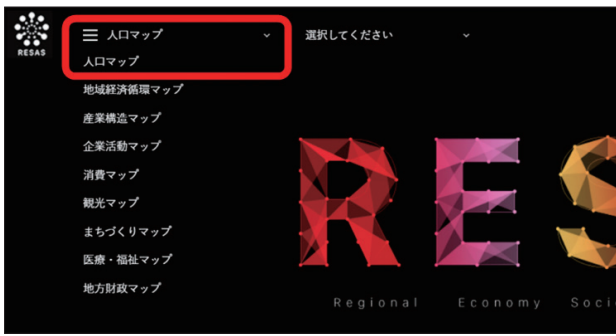 人口マップ 選択してください
RESAS
人口マップ
地域経済循環マップ
産業構造マップ
企業活動マップ
消費マップ
観光マップ
まちづくりマップ
医療・福祉マップ
地方財政マップ
RES
Regional Economy Soci